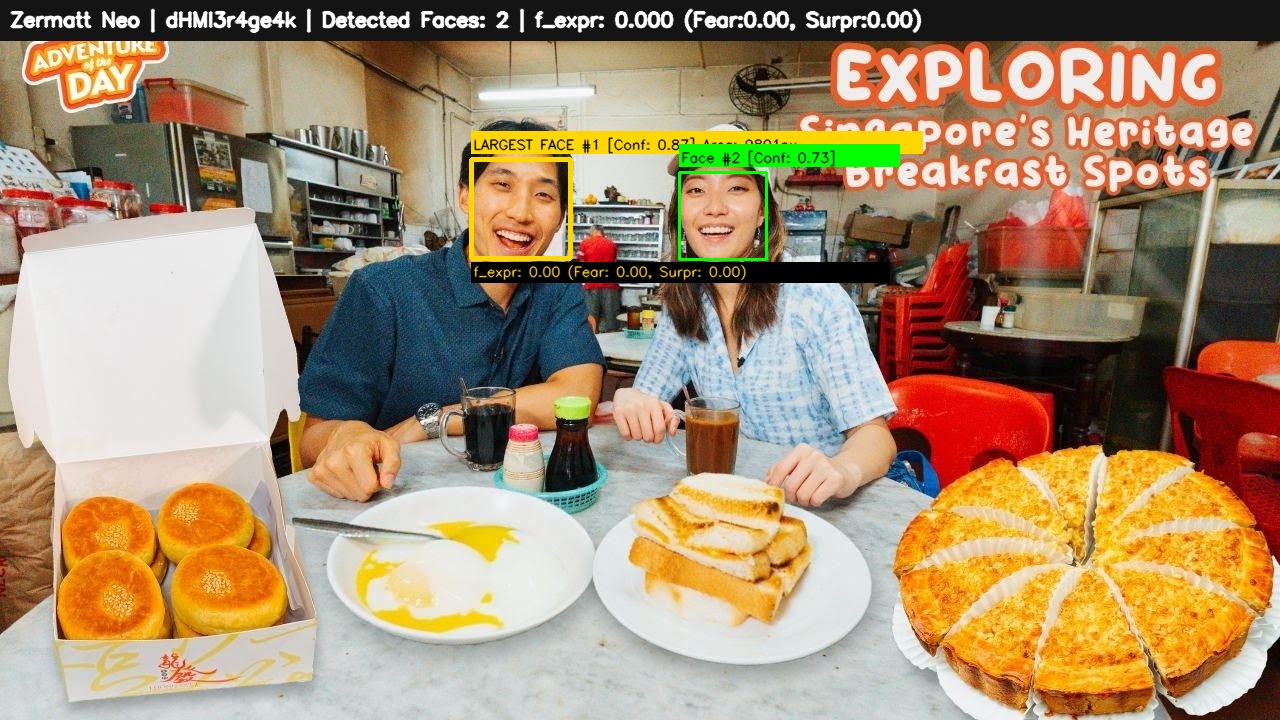 Zermatt Neo | dHMl3r4ge4k | Detected Faces: 2 | f_expr: 0.000 (Fear:0.00, Surpr:0.00)
ADVENTURE
of the
DAY
EXPLORING
Singapore's Heritage
Breakfast Spots
LARGEST FACE #1 [Conf: 0.87]
Face #2 [Conf: 0.73]
f_expr: 0.00 (Fear: 0.00, Surpr: 0.00)